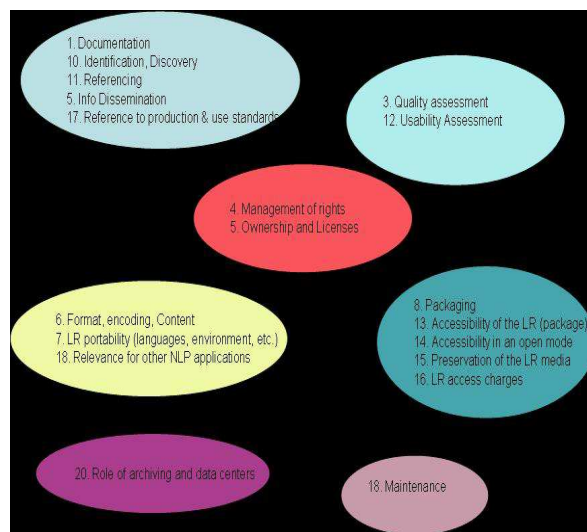 1. Documentation
10. Identification, Discovery
11. Referencing
5. Info Dissemination
17. Reference to production & use standards
3. Quality assessment
12. Usability Assessment
4. Management of rights
5. Ownership and Licenses
6. Format, encoding, Content
7. LR portability (languages, environment, etc.)
18. Relevance for other NLP applications
8. Packaging
13. Accessibility of the LR (package)
14. Accessibility in an open mode
15. Preservation of the LR media
16. LR access charges
20. Role of archiving and data centers
18. Maintenance